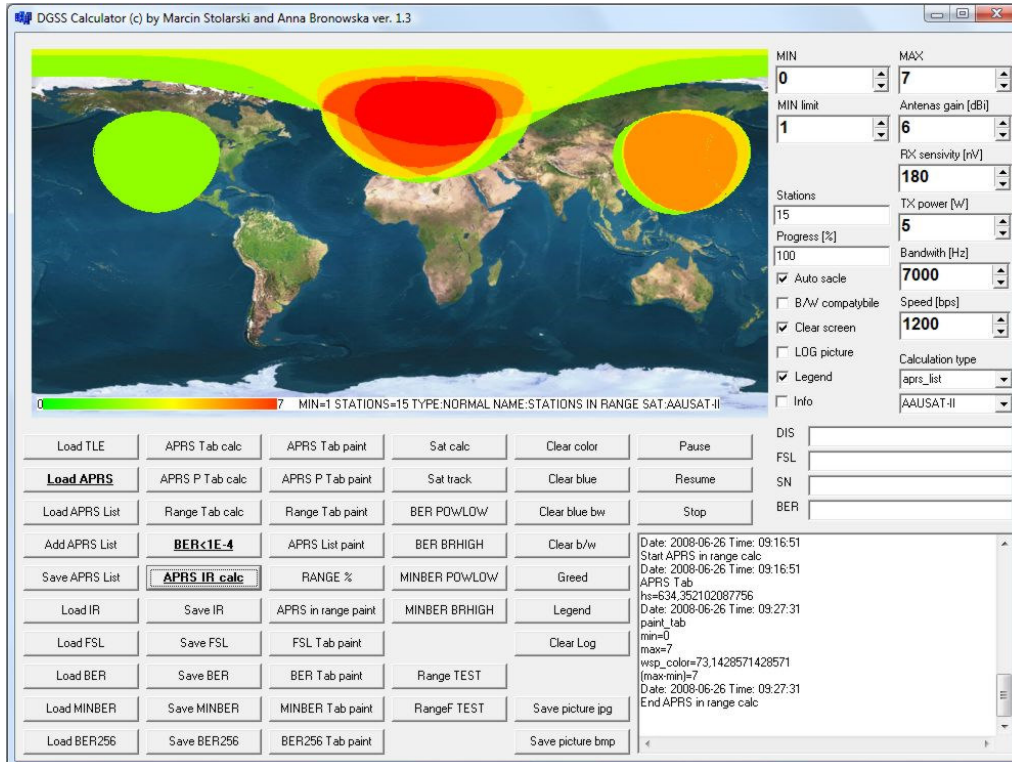 DGSS Calculator (c) by Marcin Stolarski and Anna Bronowska ver. 1.3
MIN
MAX
0
7
MIN limit
Antenas gain [dBi]
1
6
RX sensivity [nV]
180
Stations
TX power [W]
15
5
Progress [%]
Bandwith [Hz]
100
7000
Auto sacle
B/W compatybile
Speed [bps]
Clear screen
1200
LOG picture
Calculation type
Legend
aprs_list
Info
AAUSAT-II
0
7 MIN=1 STATIONS=15 TYPE:NORMAL NAME:STATIONS IN RANGE SAT:AAUSAT-II
DIS
FSL
SN
BER
Load TLE
APRS Tab calc
APRS Tab paint
Sat calc
Clear color
Pause
Load APRS
APRS P Tab calc
APRS P Tab paint
Sat track
Clear blue
Resume
Load APRS List
Range Tab calc
Range Tab paint
BER POWLOW
Clear blue bw
Stop
Add APRS List
BER<1E-4
APRS List paint
BER BRHIGH
Clear b/w
Save APRS List
APRS IR calc
RANGE %
MINBER POWLOW
Greed
Load IR
Save IR
APRS in range paint
MINBER BRHIGH
Legend
Load FSL
Save FSL
FSL Tab paint
Clear Log
Load BER
Save BER
BER Tab paint
Range TEST
Load MINBER
Save MINBER
MINBER Tab paint
RangeF TEST
Save picture jpg
Load BER256
Save BER256
BER256 Tab paint
Save picture bmp
Date: 2008-06-26 Time: 09:16:51
Start APRS in range calc
Date: 2008-06-26 Time: 09:16:51
APRS Tab
hs=634,352102087756
Date: 2008-06-26 Time: 09:27:31
paint_tab
min=0
max=7
wsp_color=73,1428571428571
(max-min)=7
Date: 2008-06-26 Time: 09:27:31
End APRS in range calc